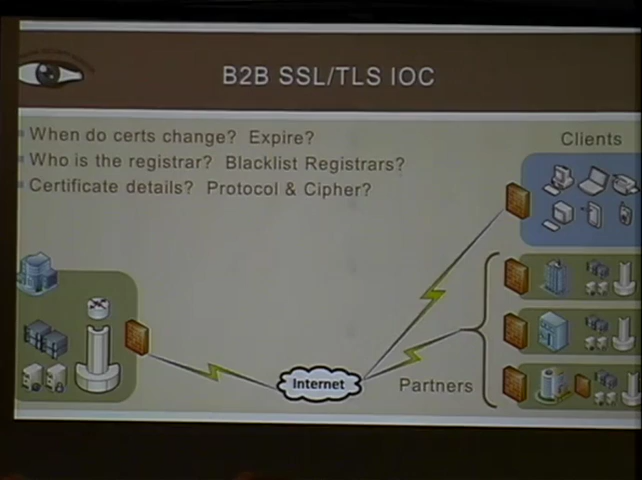 B2B SSL/TLS IOC
When do certs change? Expire?
Who is the registrar? Blacklist Registrars?
Certificate details? Protocol & Cipher?
Clients
Internet
Partners